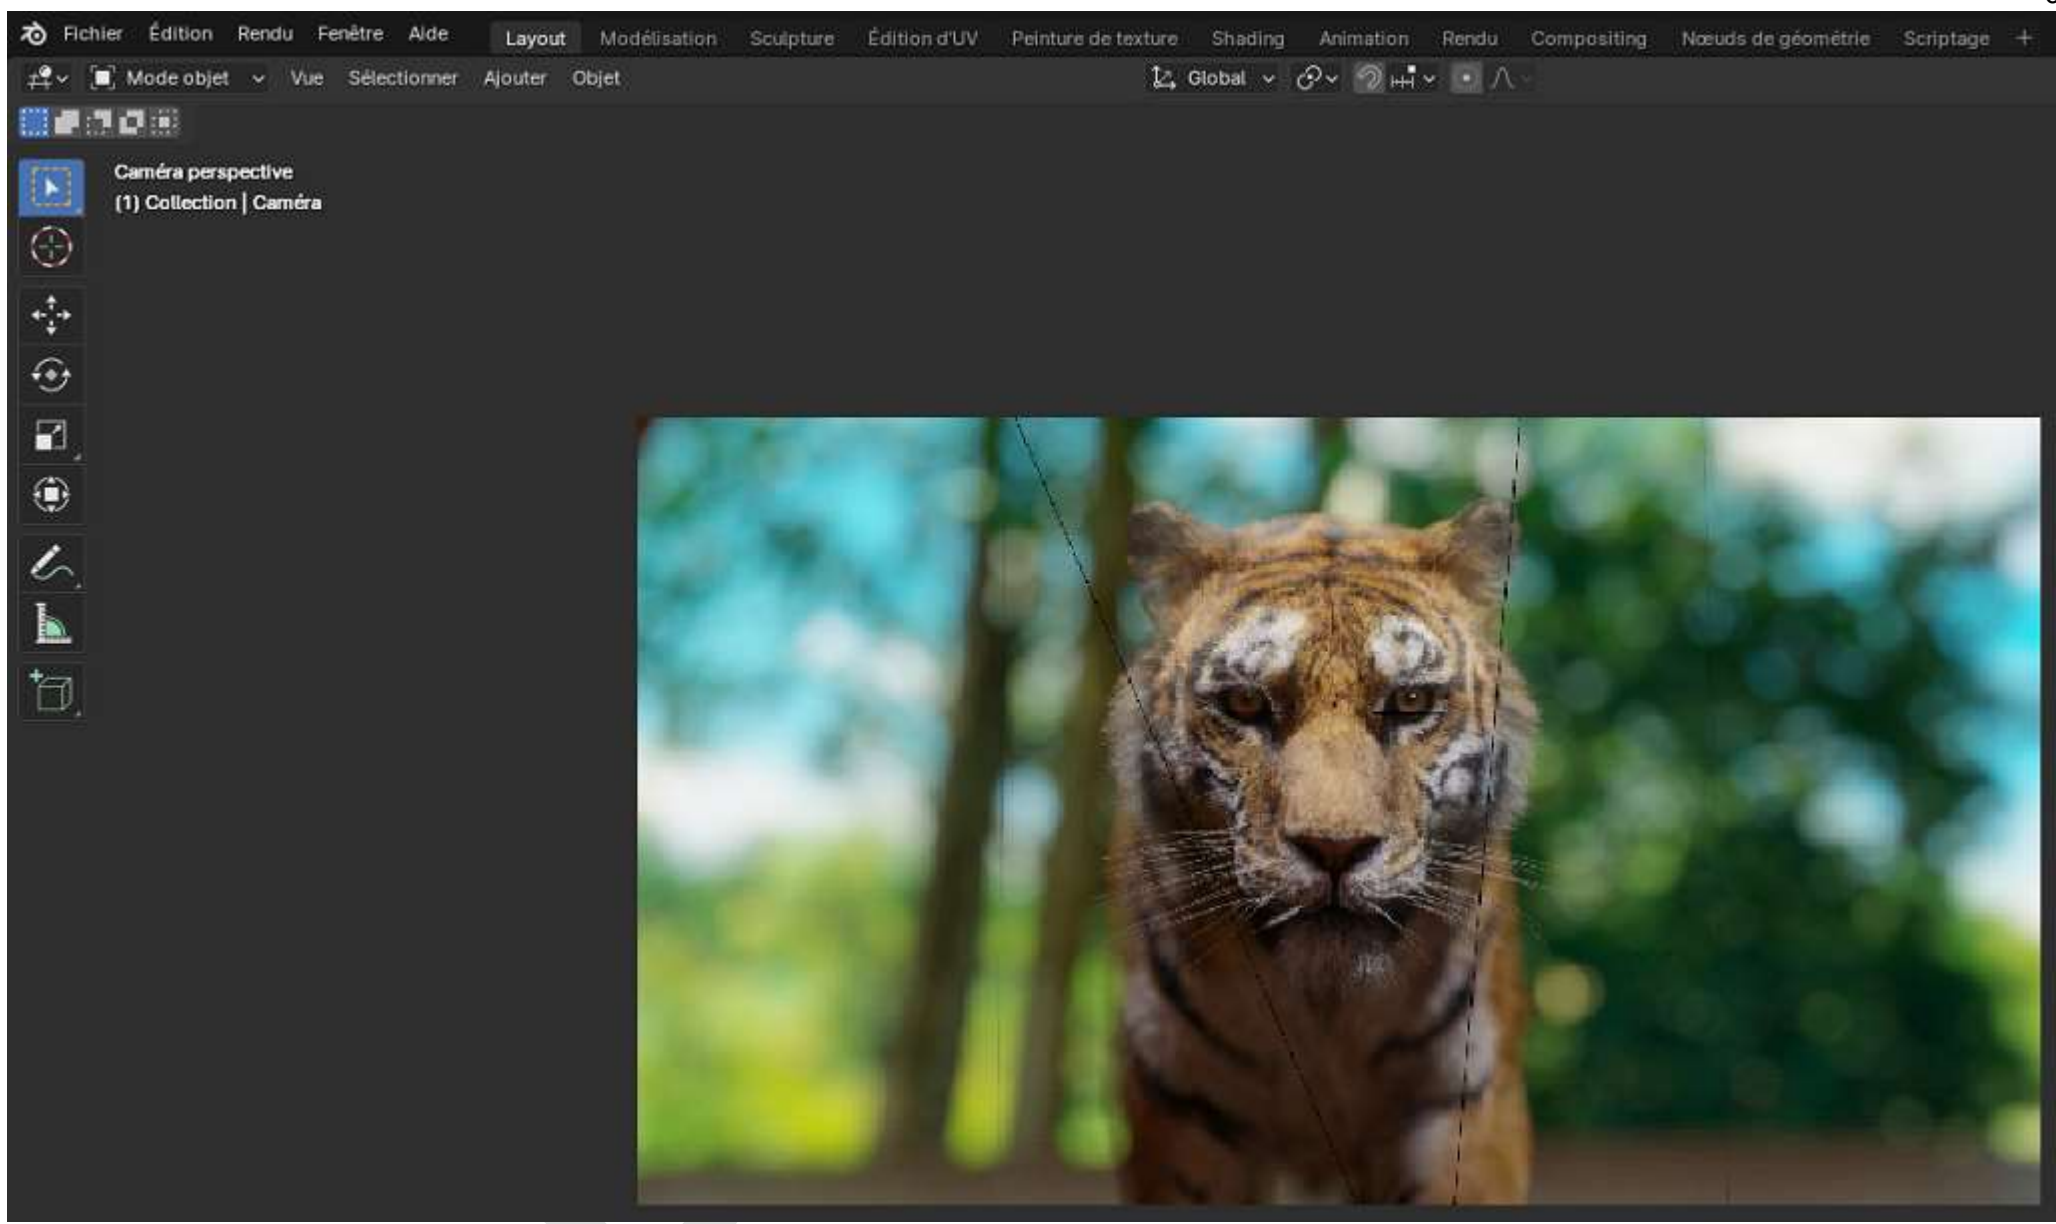 Fichier Édition Rendu Fenêtre Aide Layout Modélisation Sculpture Édition d'UV Peinture de texture Shading Animation Rendu Compositing Nœuds de géométrie Scriptage +
Mode objet Vue Sélectionner Ajouter Objet Global
Caméra perspective
(1) Collection | Caméra